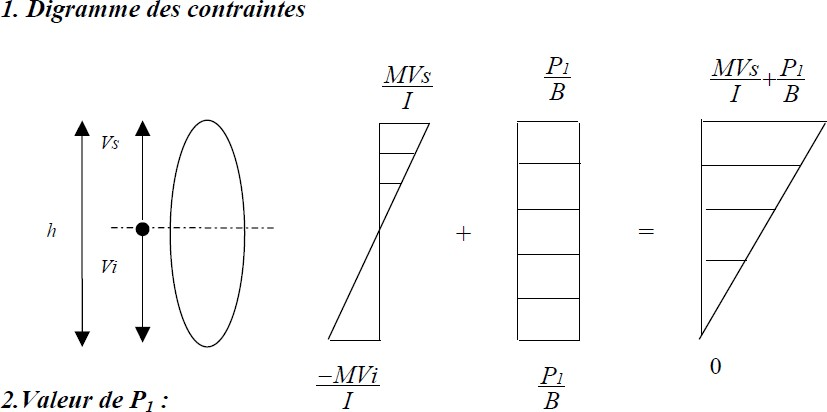 1. Digramme des contraintes
MVs/I
P1/B
MVs/I+P1/B
Vs
h
+
=
Vi
-MVi/I
P1/B
0
2.Valeur de P1 :